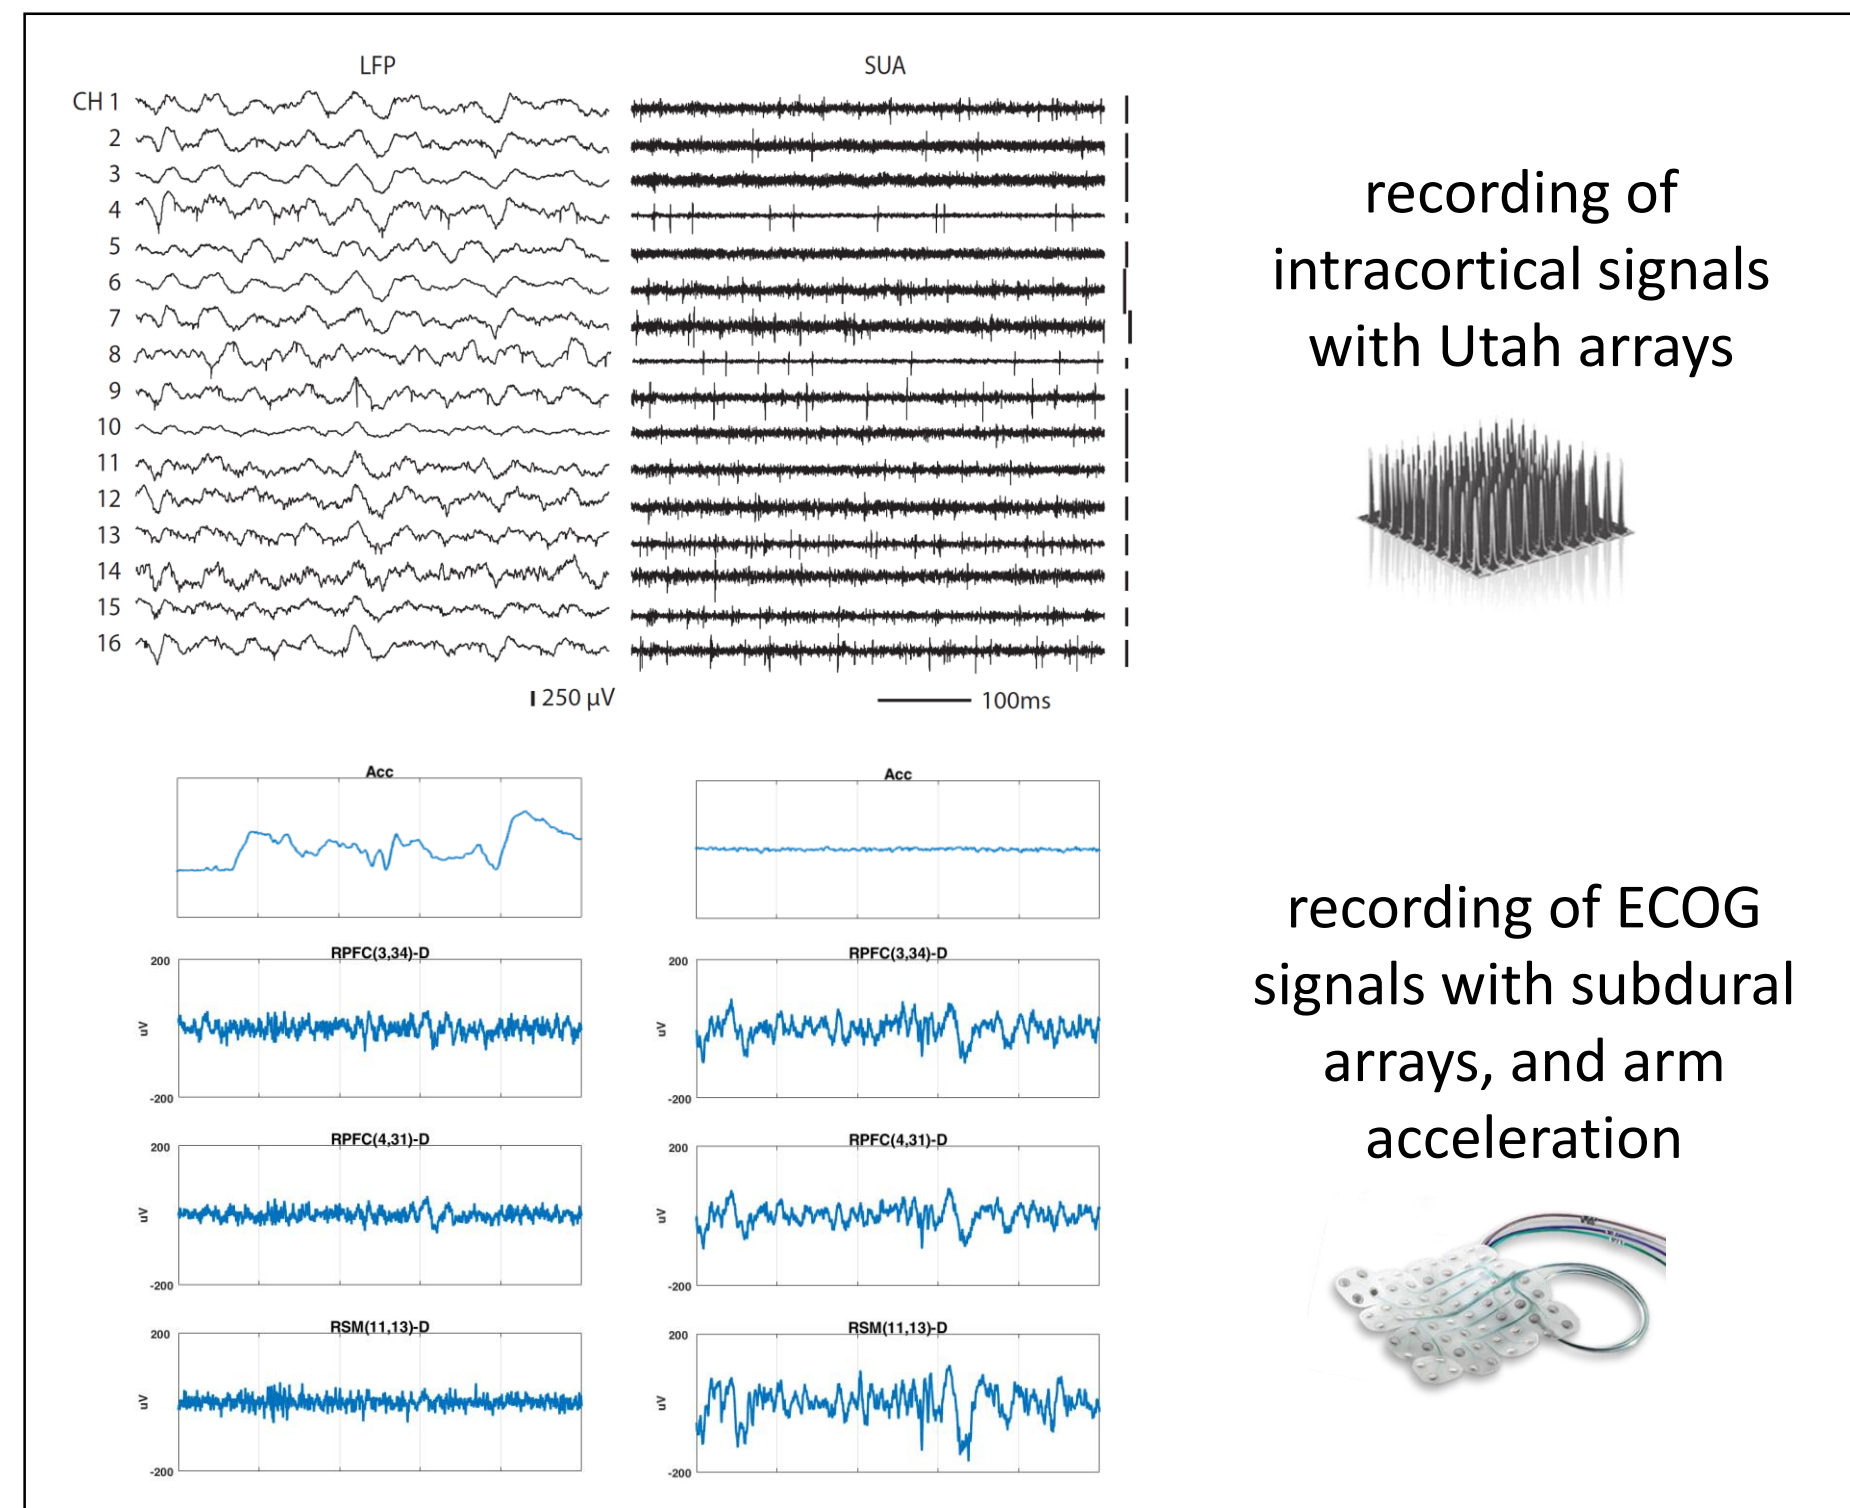 LFP
SUA
CH 1
2
3
4
5
6
7
8
9
10
11
12
13
14
15
16
250 µV
100ms
recording of
intracortical signals
with Utah arrays
Acc
Acc
RPFC(3,34)-D
200
uV
-200
RPFC(3,34)-D
200
uV
-200
RPFC(4,31)-D
200
uV
-200
RPFC(4,31)-D
200
uV
-200
RSM(11,13)-D
200
uV
-200
RSM(11,13)-D
200
uV
-200
recording of ECOG
signals with subdural
arrays, and arm
acceleration